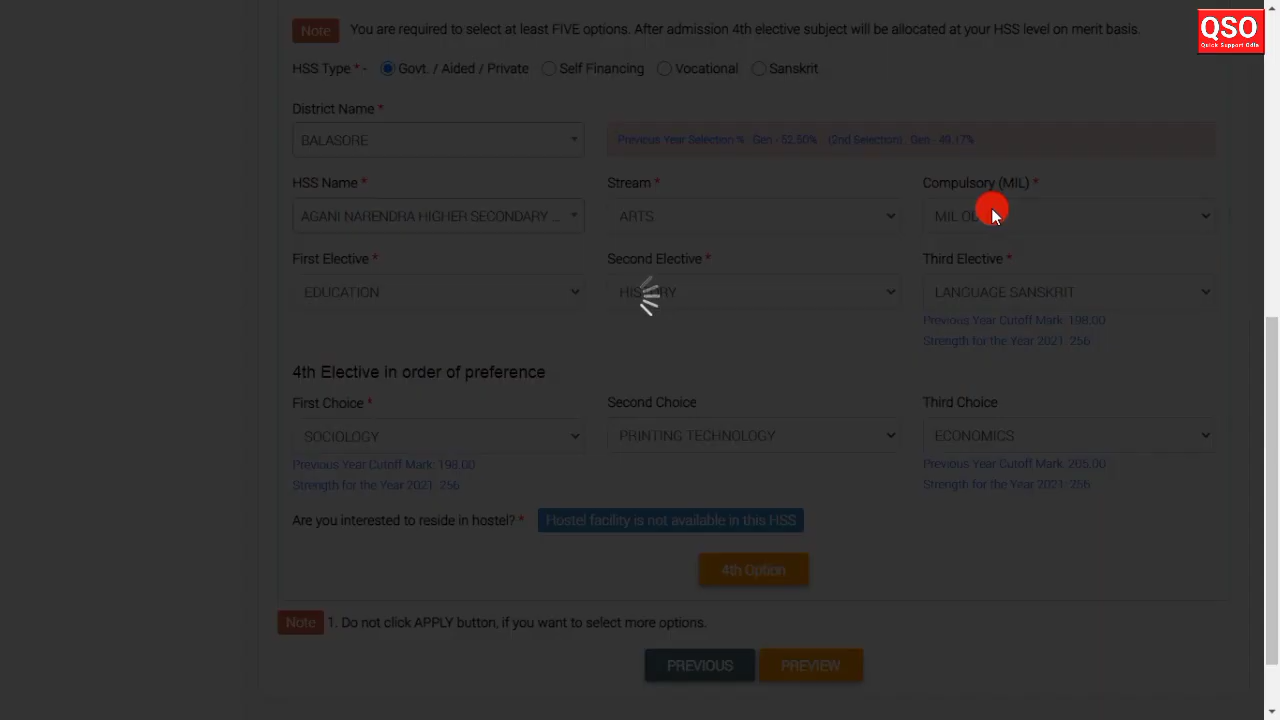 QSO
Quick Support Odia
Note You are required to select at least FIVE options. After admission 4th elective subject will be allocated at your HSS level on merit basis.
HSS Type * - Govt. / Aided / Private Self Financing Vocational Sanskrit
District Name *
BALASORE
Previous Year Selection % Gen - 52.50% (2nd Selection) Gen - 49.17%
HSS Name * Stream * Compulsory (MIL) *
AGANI NARENDRA HIGHER SECONDARY ... ARTS MIL
First Elective * Second Elective * Third Elective *
EDUCATION HISTORY LANGUAGE SANSKRIT
Previous Year Cutoff Mark: 198.00
Strength for the Year 2021: 256
4th Elective in order of preference
First Choice * Second Choice Third Choice
SOCIOLOGY PRINTING TECHNOLOGY ECONOMICS
Previous Year Cutoff Mark: 198.00 Previous Year Cutoff Mark: 205.00
Strength for the Year 2021: 256 Strength for the Year 2021: 256
Are you interested to reside in hostel? * Hostel facility is not available in this HSS
4th Option
Note 1. Do not click APPLY button, if you want to select more options.
PREVIOUS PREVIEW